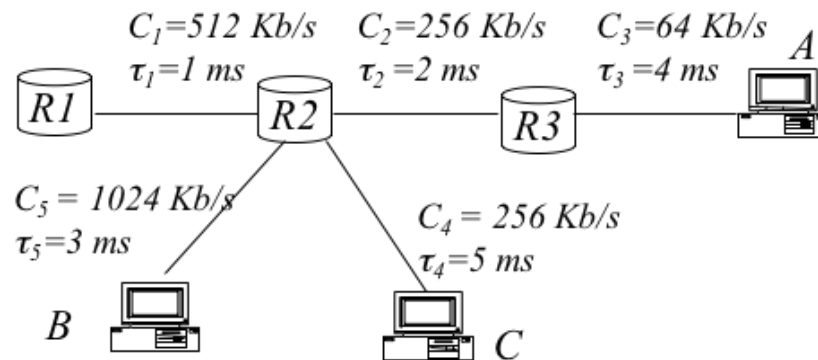 C₁=512 Kb/s
τ₁=1 ms
C₂=256 Kb/s
τ₂=2 ms
C₃=64 Kb/s
τ₃=4 ms
A
R1
R2
R3
C₅ = 1024 Kb/s
τ₅=3 ms
C₄ = 256 Kb/s
τ₄=5 ms
B
C